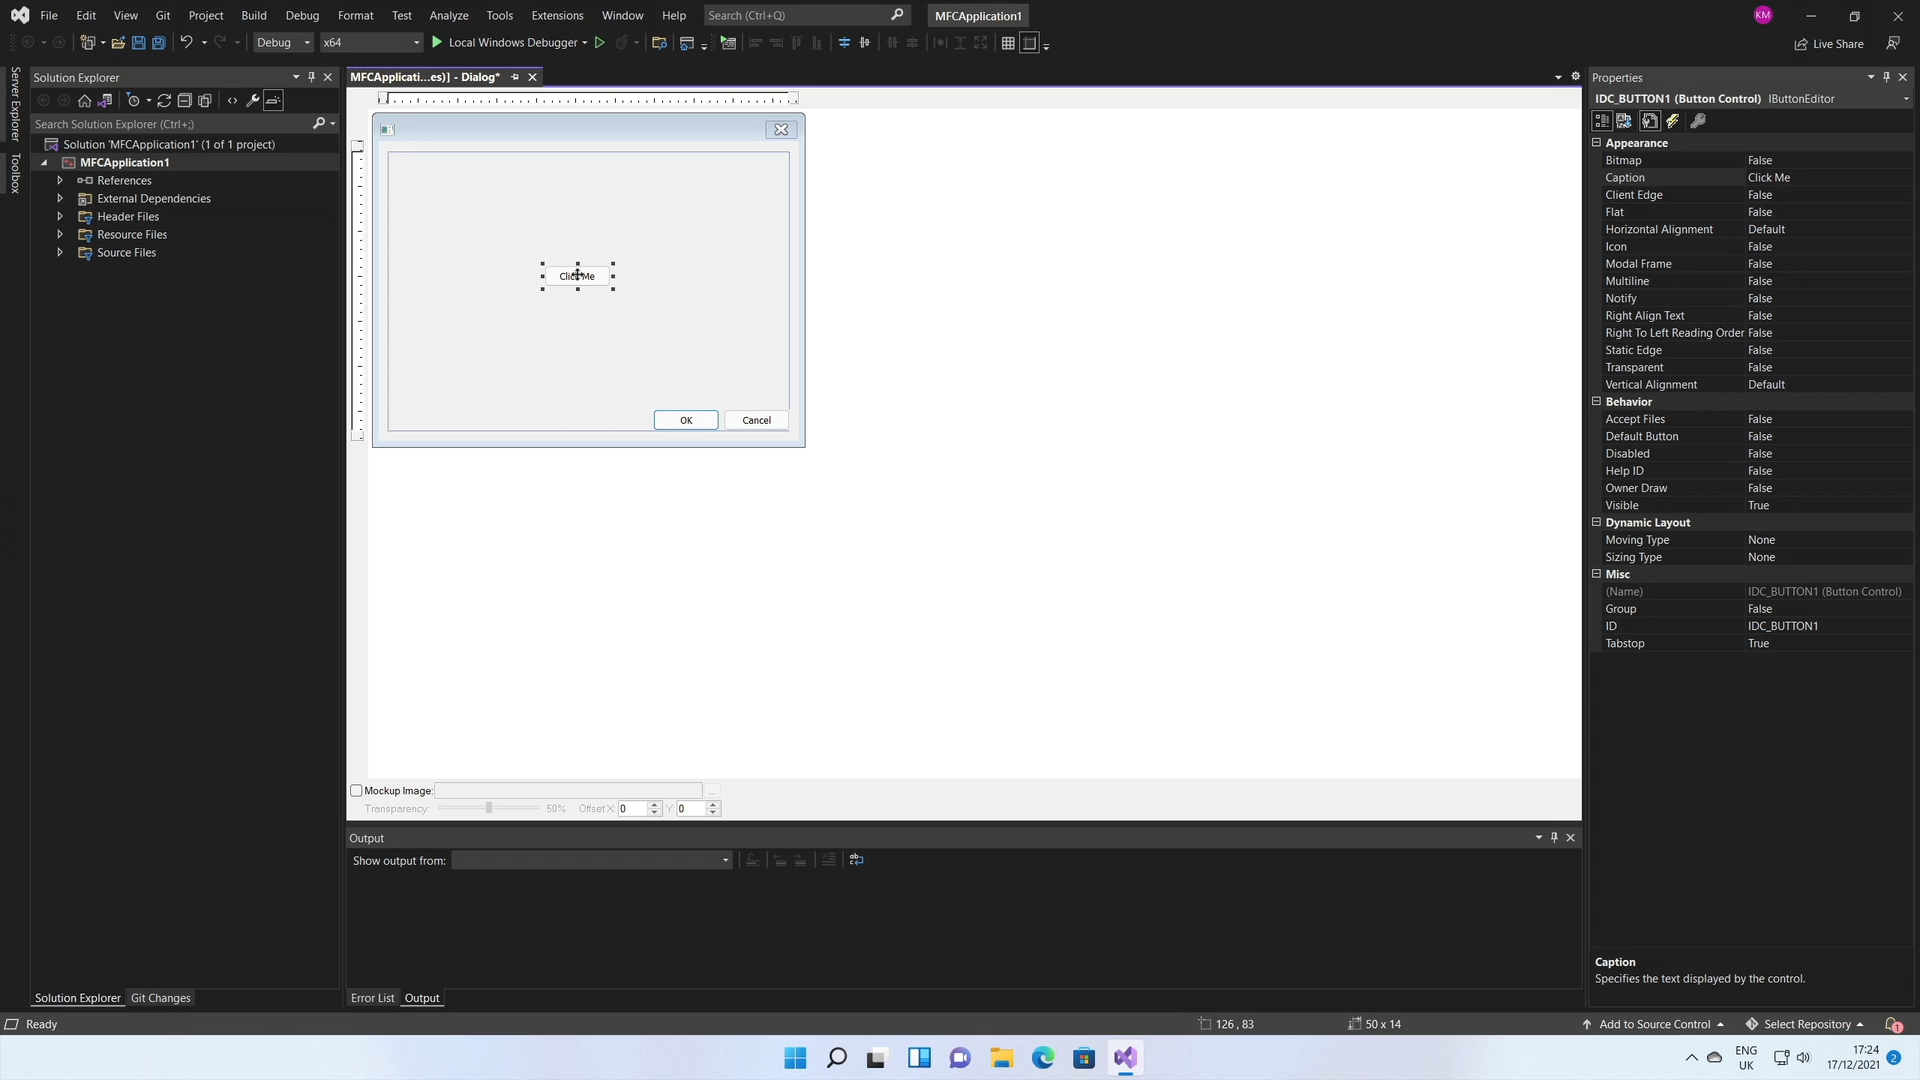 File Edit View Git Project Build Debug Format Test Analyze Tools Extensions Window Help Search (Ctrl+Q) MFCApplication1 KM
Debug x64 Local Windows Debugger Live Share
Server Explorer
Toolbox
Solution Explorer
Search Solution Explorer (Ctrl+;)
Solution 'MFCApplication1' (1 of 1 project)
MFCApplication1
References
External Dependencies
Header Files
Resource Files
Source Files
Solution Explorer Git Changes
MFCApplicati...es)] - Dialog*
Click Me
OK Cancel
Mockup Image: ...
Transparency: 50% Offset X: 0 Y: 0
Output
Show output from:
Error List Output
Properties
IDC_BUTTON1 (Button Control) IButtonEditor
Appearance
Bitmap False
Caption Click Me
Client Edge False
Flat False
Horizontal Alignment Default
Icon False
Modal Frame False
Multiline False
Notify False
Right Align Text False
Right To Left Reading Order False
Static Edge False
Transparent False
Vertical Alignment Default
Behavior
Accept Files False
Default Button False
Disabled False
Help ID False
Owner Draw False
Visible True
Dynamic Layout
Moving Type None
Sizing Type None
Misc
(Name) IDC_BUTTON1 (Button Control)
Group False
ID IDC_BUTTON1
Tabstop True
Caption
Specifies the text displayed by the control.
Ready 126 , 83 50 x 14 Add to Source Control Select Repository 1
ENG
UK
17:24
17/12/2021
2